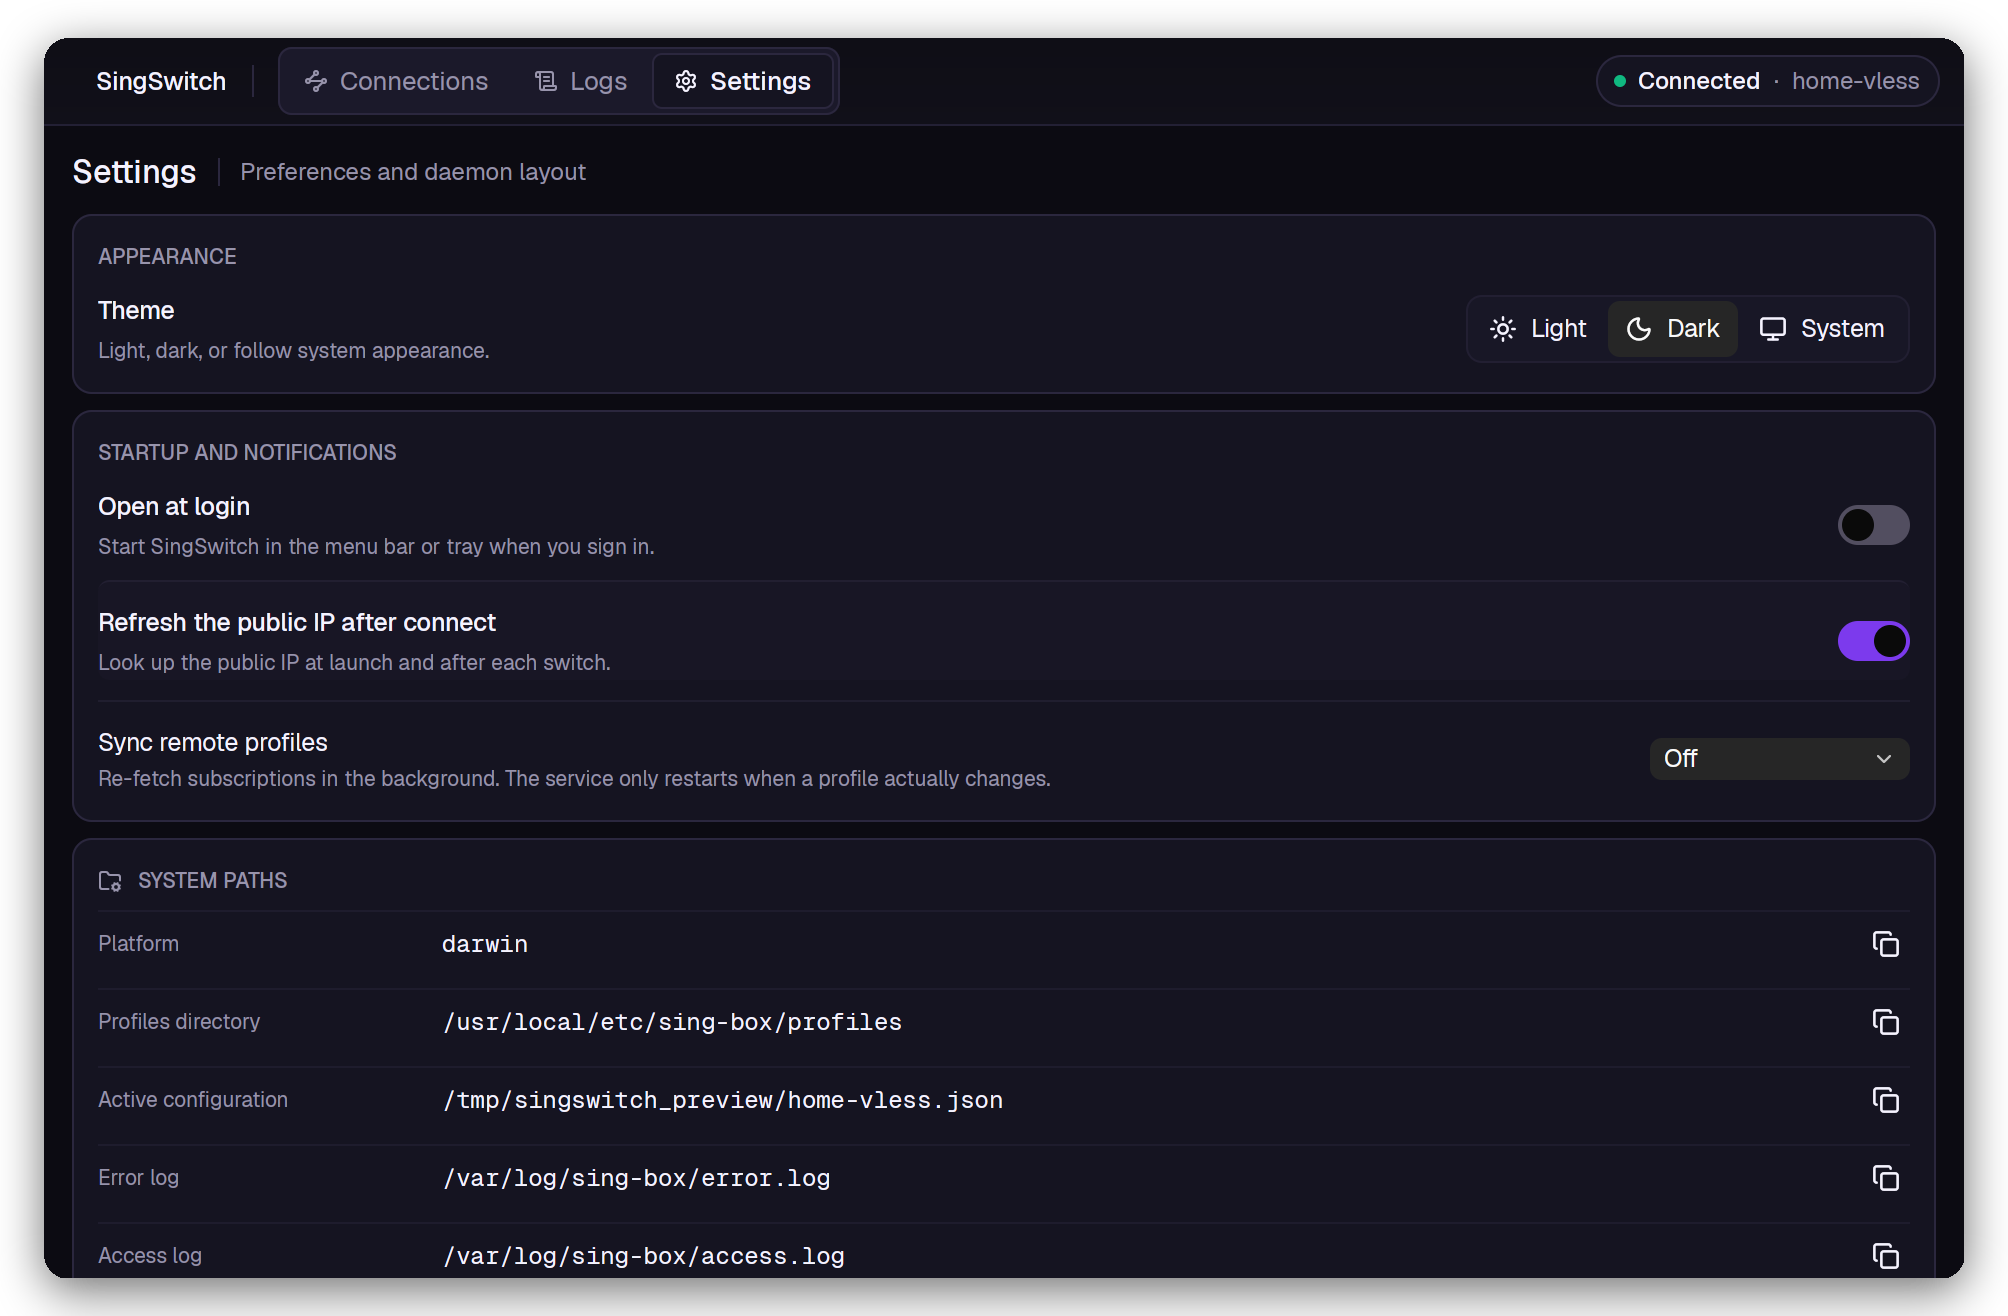 SingSwitch
Connections
Logs
Settings
Connected · home-vless
Settings
Preferences and daemon layout
APPEARANCE
Theme
Light, dark, or follow system appearance.
Light
Dark
System
STARTUP AND NOTIFICATIONS
Open at login
Start SingSwitch in the menu bar or tray when you sign in.
Refresh the public IP after connect
Look up the public IP at launch and after each switch.
Sync remote profiles
Re-fetch subscriptions in the background. The service only restarts when a profile actually changes.
Off
SYSTEM PATHS
Platform
darwin
Profiles directory
/usr/local/etc/sing-box/profiles
Active configuration
/tmp/singswitch_preview/home-vless.json
Error log
/var/log/sing-box/error.log
Access log
/var/log/sing-box/access.log